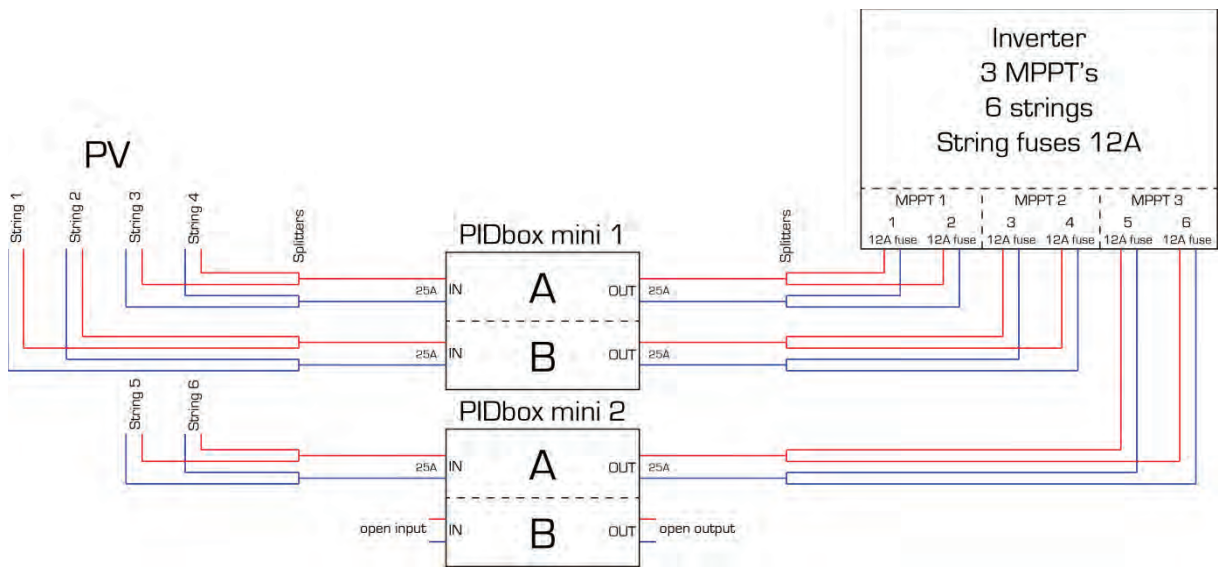 Inverter
3 MPPT's
6 strings
String fuses 12A
PV
String 1
String 2
String 3
String 4
Splitters
PIDbox mini 1
Splitters
MPPT 1
MPPT 2
MPPT 3
1
2
3
4
5
6
12A fuse
12A fuse
12A fuse
12A fuse
12A fuse
12A fuse
25A
IN
A
OUT
25A
25A
IN
B
OUT
25A
String 5
String 6
PIDbox mini 2
25A
IN
A
OUT
25A
open input
IN
B
OUT
open output